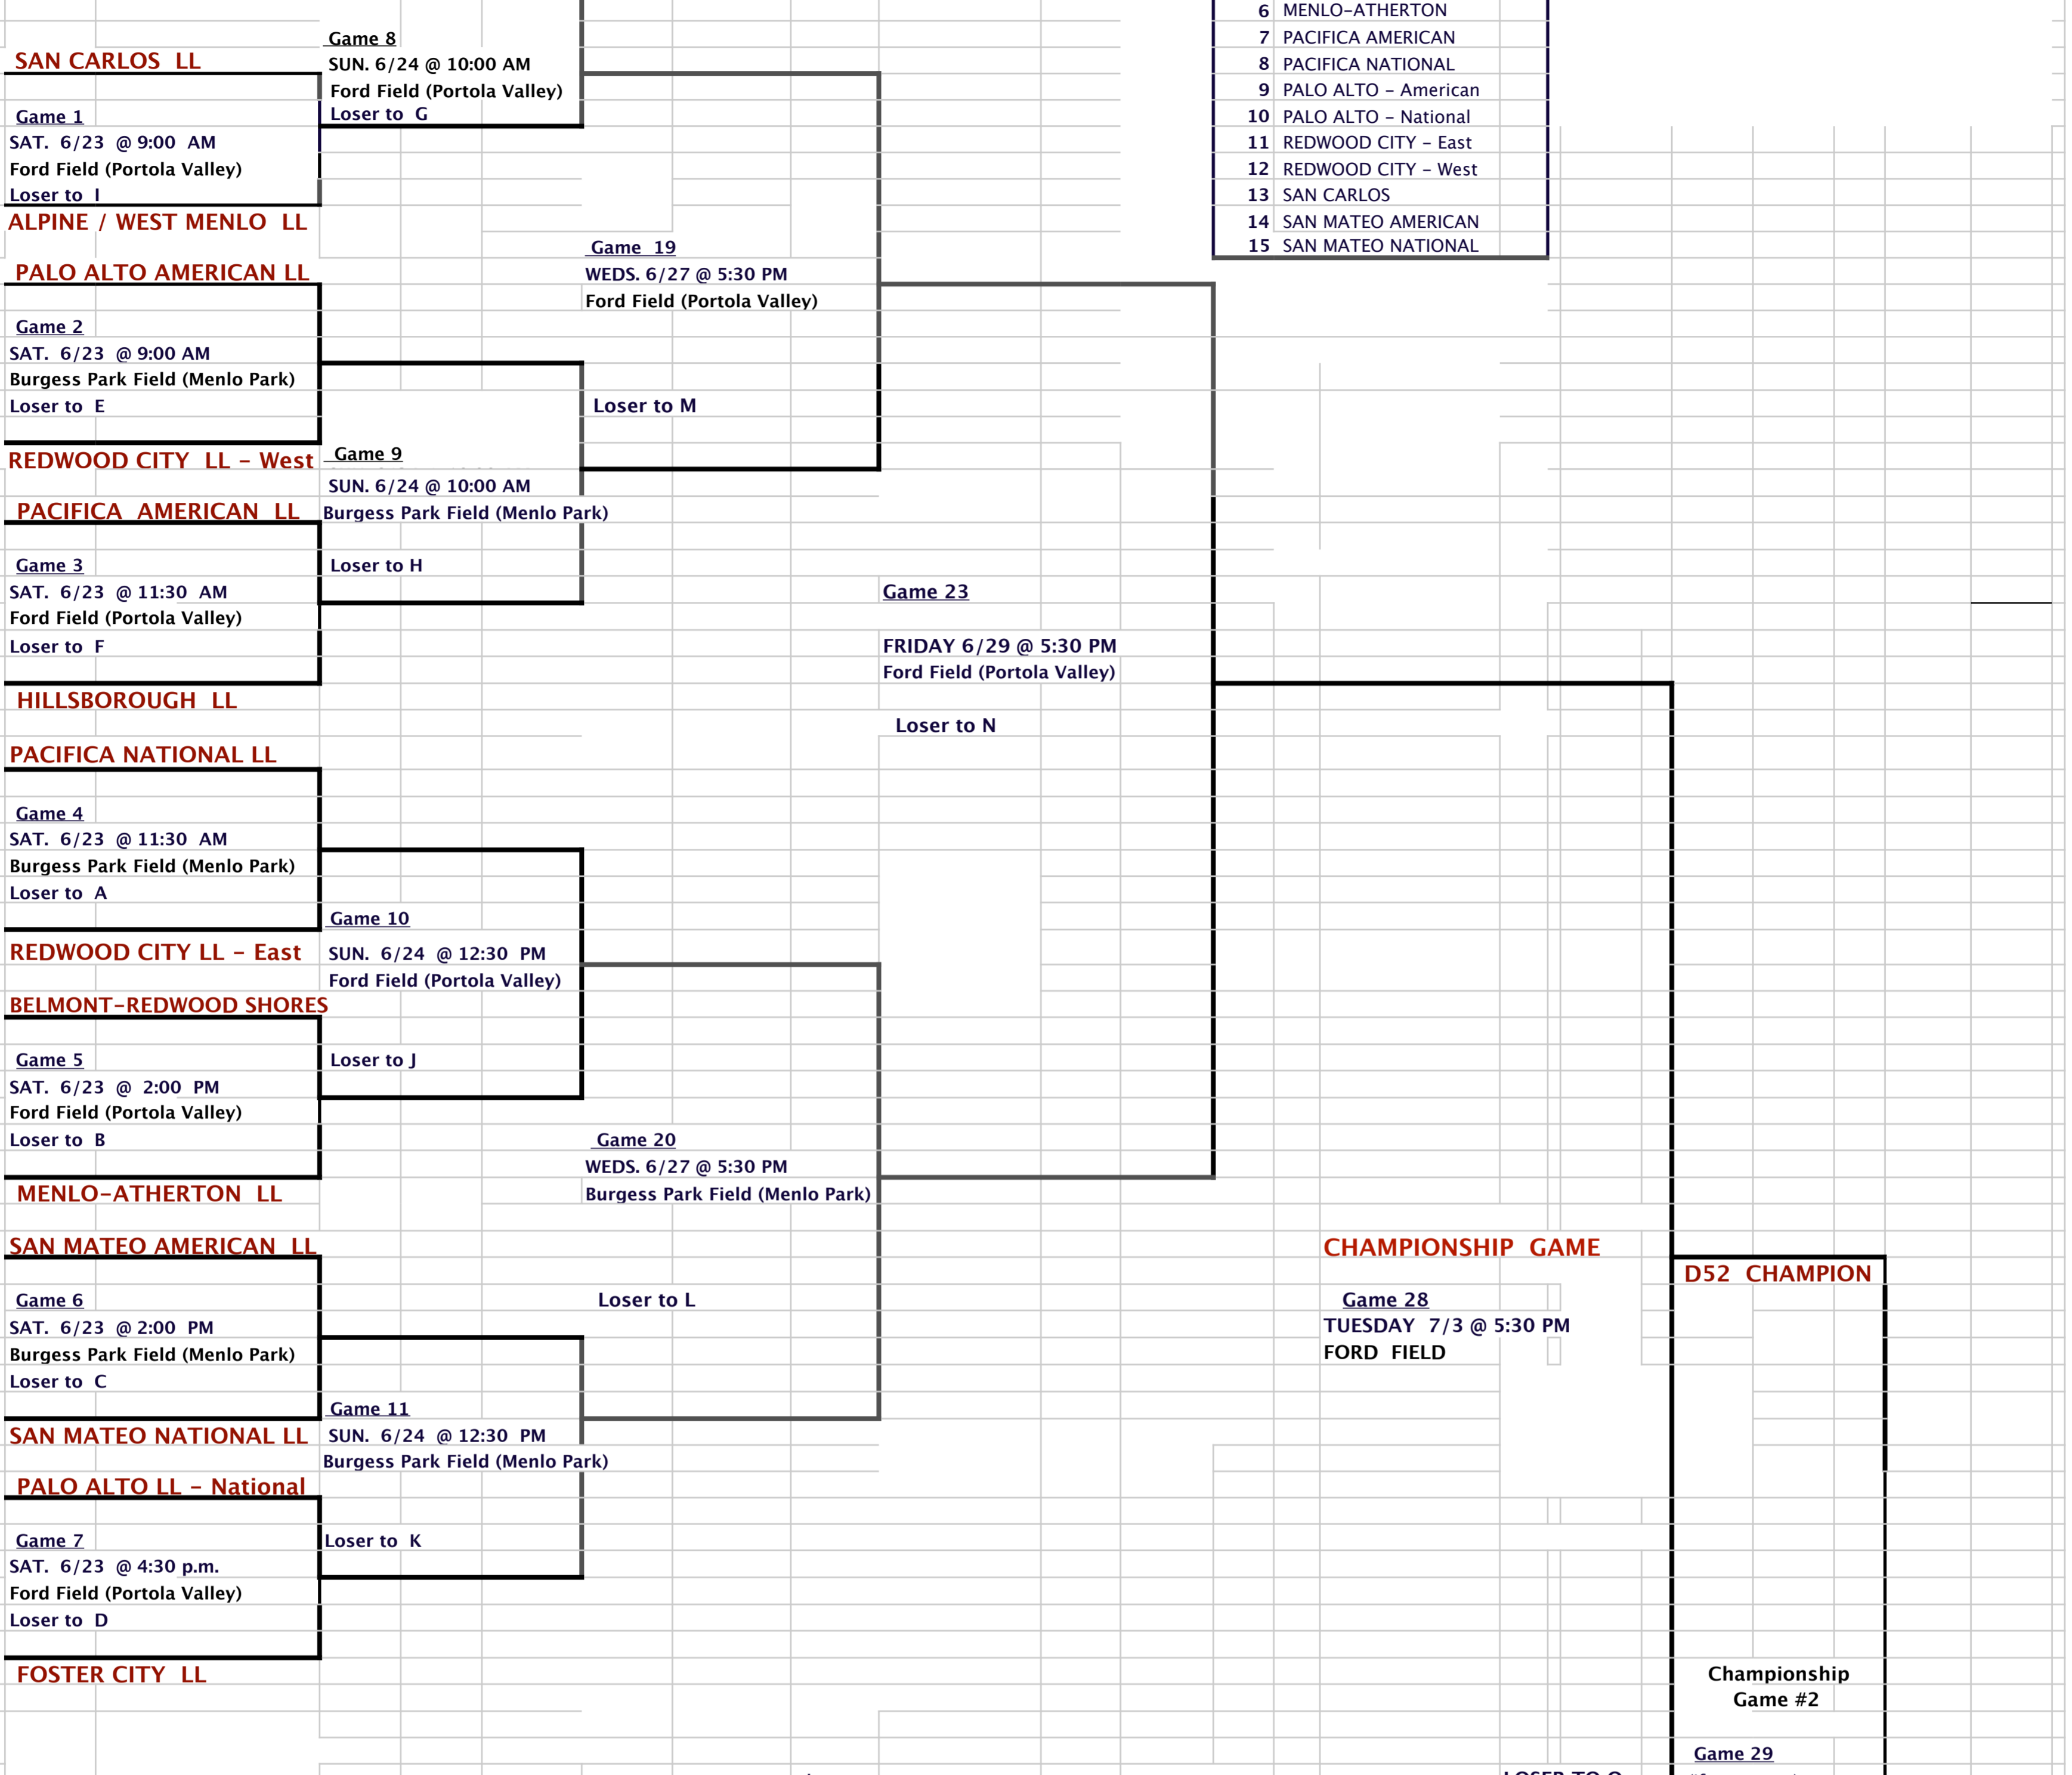 6 MENLO-ATHERTON
7 PACIFICA AMERICAN
8 PACIFICA NATIONAL
9 PALO ALTO - American
10 PALO ALTO - National
11 REDWOOD CITY - East
12 REDWOOD CITY - West
13 SAN CARLOS
14 SAN MATEO AMERICAN
15 SAN MATEO NATIONAL
SAN CARLOS LL
Game 1
SAT. 6/23 @ 9:00 AM
Ford Field (Portola Valley)
Loser to I
ALPINE / WEST MENLO LL
PALO ALTO AMERICAN LL
Game 2
SAT. 6/23 @ 9:00 AM
Burgess Park Field (Menlo Park)
Loser to E
REDWOOD CITY LL - West
PACIFICA AMERICAN LL
Game 3
SAT. 6/23 @ 11:30 AM
Ford Field (Portola Valley)
Loser to F
HILLSBOROUGH LL
PACIFICA NATIONAL LL
Game 4
SAT. 6/23 @ 11:30 AM
Burgess Park Field (Menlo Park)
Loser to A
REDWOOD CITY LL - East
BELMONT-REDWOOD SHORES
Game 5
SAT. 6/23 @ 2:00 PM
Ford Field (Portola Valley)
Loser to B
MENLO-ATHERTON LL
SAN MATEO AMERICAN LL
Game 6
SAT. 6/23 @ 2:00 PM
Burgess Park Field (Menlo Park)
Loser to C
SAN MATEO NATIONAL LL
PALO ALTO LL - National
Game 7
SAT. 6/23 @ 4:30 p.m.
Ford Field (Portola Valley)
Loser to D
FOSTER CITY LL
Game 8
SUN. 6/24 @ 10:00 AM
Ford Field (Portola Valley)
Loser to G
Game 9
SUN. 6/24 @ 10:00 AM
Burgess Park Field (Menlo Park)
Loser to H
Game 10
SUN. 6/24 @ 12:30 PM
Ford Field (Portola Valley)
Loser to J
Game 11
SUN. 6/24 @ 12:30 PM
Burgess Park Field (Menlo Park)
Loser to K
Game 19
WEDS. 6/27 @ 5:30 PM
Ford Field (Portola Valley)
Loser to M
Game 20
WEDS. 6/27 @ 5:30 PM
Burgess Park Field (Menlo Park)
Loser to L
Game 23
FRIDAY 6/29 @ 5:30 PM
Ford Field (Portola Valley)
Loser to N
CHAMPIONSHIP GAME
Game 28
TUESDAY 7/3 @ 5:30 PM
FORD FIELD
D52 CHAMPION
Championship
Game #2
Game 29